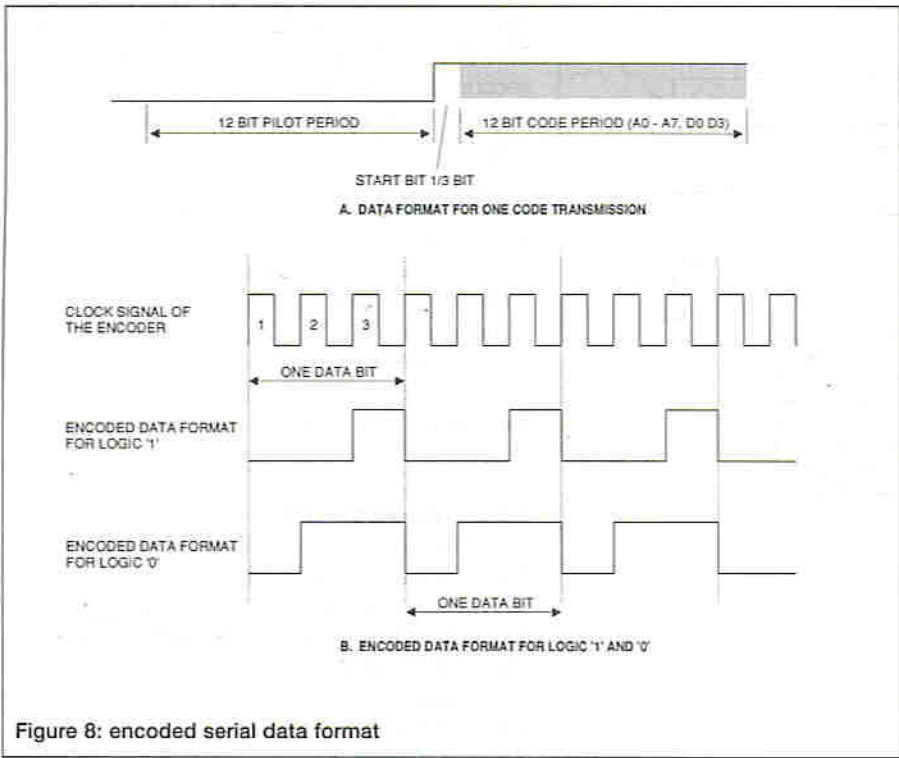 12 BIT PILOT PERIOD
12 BIT CODE PERIOD (A0 - A7, D0 D3)
START BIT 1/3 BIT
A. DATA FORMAT FOR ONE CODE TRANSMISSION
CLOCK SIGNAL OF
THE ENCODER
1 2 3
ONE DATA BIT
ENCODED DATA FORMAT
FOR LOGIC '1'
ENCODED DATA FORMAT
FOR LOGIC '0'
ONE DATA BIT
B. ENCODED DATA FORMAT FOR LOGIC '1' AND '0'
Figure 8: encoded serial data format